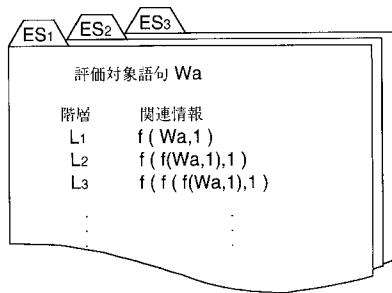 ES1 ES2 ES3
評価対象語句 Wa
階層 関連情報
L1 f ( Wa,1 )
L2 f ( f(Wa,1),1 )
L3 f ( f ( f(Wa,1),1 )